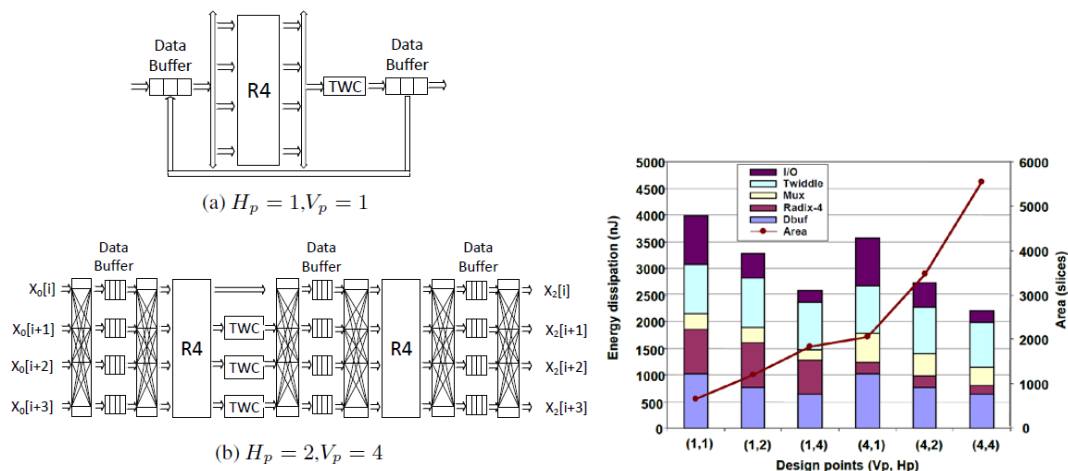 Data
Buffer
R4
TWC
Data
Buffer
(a) H_p = 1,V_p = 1
Data
Buffer
Data
Buffer
Data
Buffer
X₀[i]
X₀[i+1]
X₀[i+2]
X₀[i+3]
R4
TWC
TWC
TWC
R4
X₂[i]
X₂[i+1]
X₂[i+2]
X₂[i+3]
(b) H_p = 2,V_p = 4
Energy dissipation (nJ)
5000
4500
4000
3500
3000
2500
2000
1500
1000
500
0
I/O
Twiddle
Mux
Radix-4
Dbuf
Area
6000
5000
4000
3000
2000
1000
0
Area (slices)
(1,1) (1,2) (1,4) (4,1) (4,2) (4,4)
Design points (Vp, Hp)